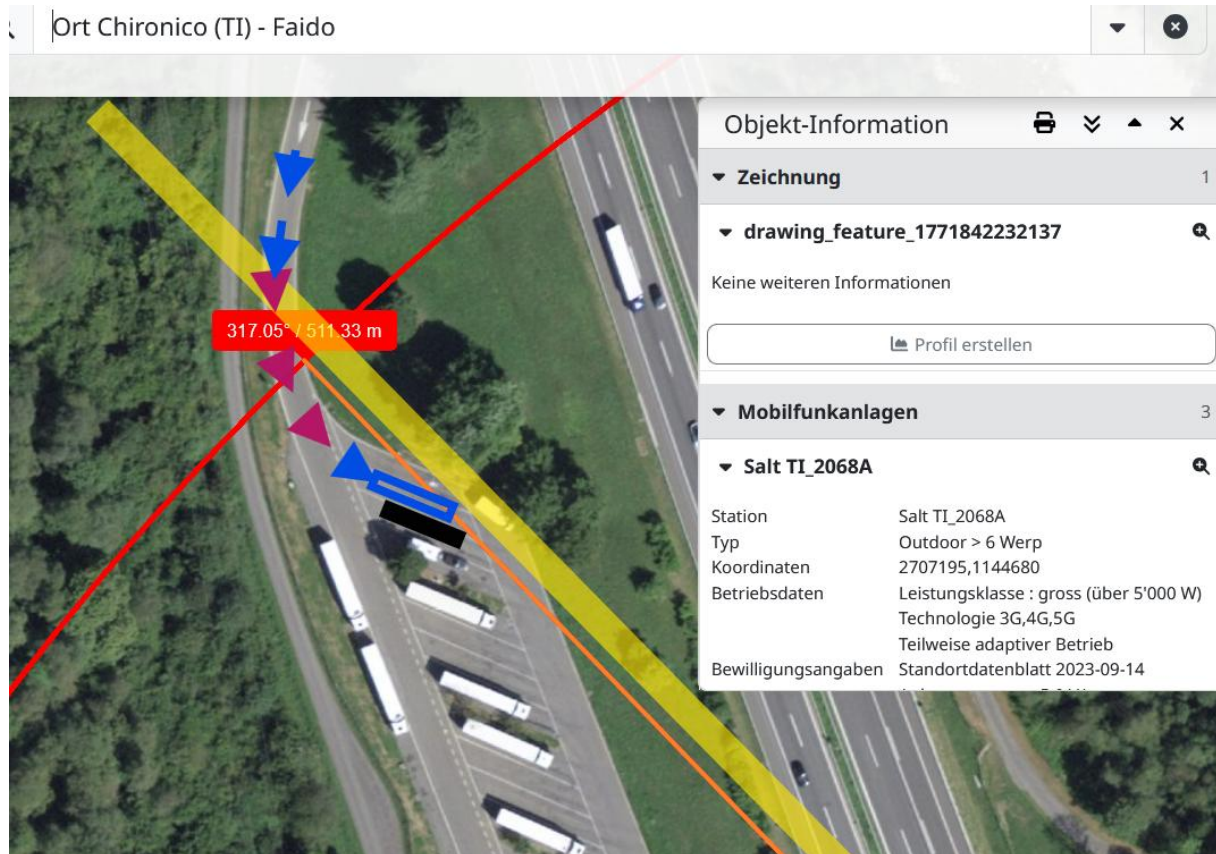 Ort Chironico (TI) - Faido
Objekt-Information
Zeichnung 1
drawing_feature_1771842232137
Keine weiteren Informationen
317.05° / 511.33 m
Profil erstellen
Mobilfunkanlagen 3
Salt TI_2068A
Station Salt TI_2068A
Typ Outdoor > 6 Werp
Koordinaten 2707195,1144680
Betriebsdaten Leistungsklasse : gross (über 5'000 W)
Technologie 3G,4G,5G
Teilweise adaptiver Betrieb
Bewilligungsangaben Standortdatenblatt 2023-09-14